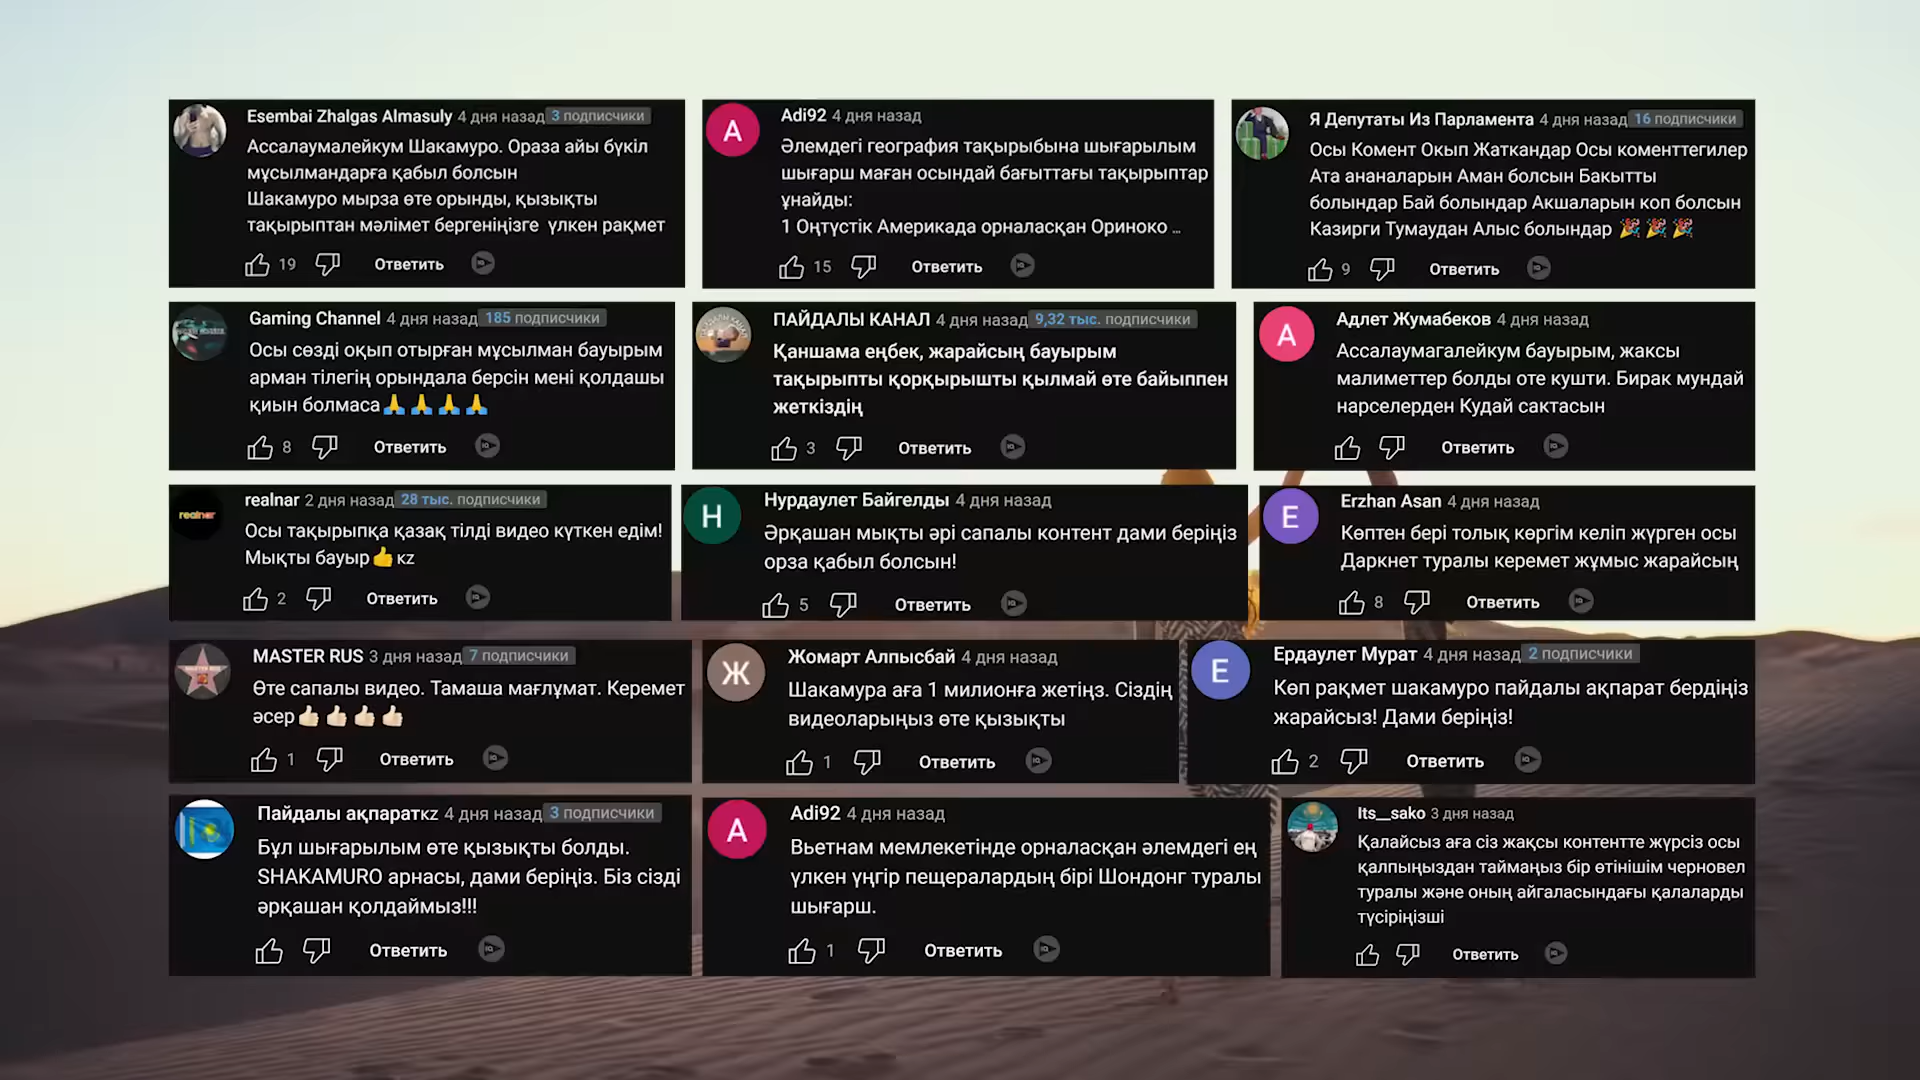 Esembai Zhalgas Almasuly 4 дня назад 3 подписчики
Ассалаумалейкум Шакамуро. Ораза айы бүкіл
мұсылмандарға қабыл болсын
Шакамуро мырза өте орынды, қызықты
тақырыптан мәлімет бергеніңізге үлкен рақмет
19 Ответить
A
Adi92 4 дня назад
Әлемдегі география тақырыбына шығарылым
шығарш маған осындай бағыттағы тақырыптар
ұнайды:
1 Оңтүстік Америкада орналасқан Ориноко ...
15 Ответить
Я Депутаты Из Парламента 4 дня назад 16 подписчики
Осы Комент Окып Жаткандар Осы коменттегилер
Ата ананаларын Аман болсын Бакытты
болындар Бай болындар Акшаларын коп болсын
Казирги Тумаудан Алыс болындар 🎉🎉🎉
9 Ответить
Gaming Channel 4 дня назад 185 подписчики
Осы сөзді оқып отырған мұсылман бауырым
арман тілегің орындала берсін мені қолдашы
қиын болмаса🙏🙏🙏🙏
8 Ответить
ПАЙДАЛЫ КАНАЛ 4 дня назад 9,32 тыс. подписчики
Қаншама еңбек, жарайсың бауырым
тақырыпты қорқырышты қылмай өте байыппен
жеткіздің
3 Ответить
A
Адлет Жумабеков 4 дня назад
Ассалаумагалейкум бауырым, жаксы
малиметтер болды оте кушти. Бирак мундай
нарселерден Кудай сактасын
Ответить
realnar
realnar 2 дня назад 28 тыс. подписчики
Осы тақырыпқа қазақ тілді видео күткен едім!
Мықты бауыр👍ĸz
2 Ответить
Н
Нурдаулет Байгелды 4 дня назад
Әрқашан мықты әрі сапалы контент дами беріңіз
орза қабыл болсын!
5 Ответить
E
Erzhan Asan 4 дня назад
Көптен бері толық көргім келіп жүрген осы
Даркнет туралы керемет жұмыс жарайсың
8 Ответить
MASTER RUS 3 дня назад 7 подписчики
Өте сапалы видео. Тамаша мағлұмат. Керемет
әсер👍🏻👍🏻👍🏻👍🏻
1 Ответить
Ж
Жомарт Алпысбай 4 дня назад
Шакамура аға 1 милионға жетіңз. Сіздің
видеоларыңыз өте қызықты
1 Ответить
Е
Ердаулет Мурат 4 дня назад 2 подписчики
Көп рақмет шакамуро пайдалы ақпарат бердіңіз
жарайсыз! Дами беріңіз!
2 Ответить
Пайдалы ақпаратĸz 4 дня назад 3 подписчики
Бұл шығарылым өте қызықты болды.
SHAKAMURO арнасы, дами беріңіз. Біз сізді
әрқашан қолдаймыз!!!
Ответить
A
Adi92 4 дня назад
Вьетнам мемлекетінде орналасқан әлемдегі ең
үлкен үңгір пещералардың бірі Шондонг туралы
шығарш.
1 Ответить
Its__sako 3 дня назад
Қалайсыз аға сіз жақсы контентте жүрсіз осы
қалпыңыздан таймаңыз бір өтінішім черновел
туралы және оның айгаласындағы қалаларды
түсіріңізші
Ответить